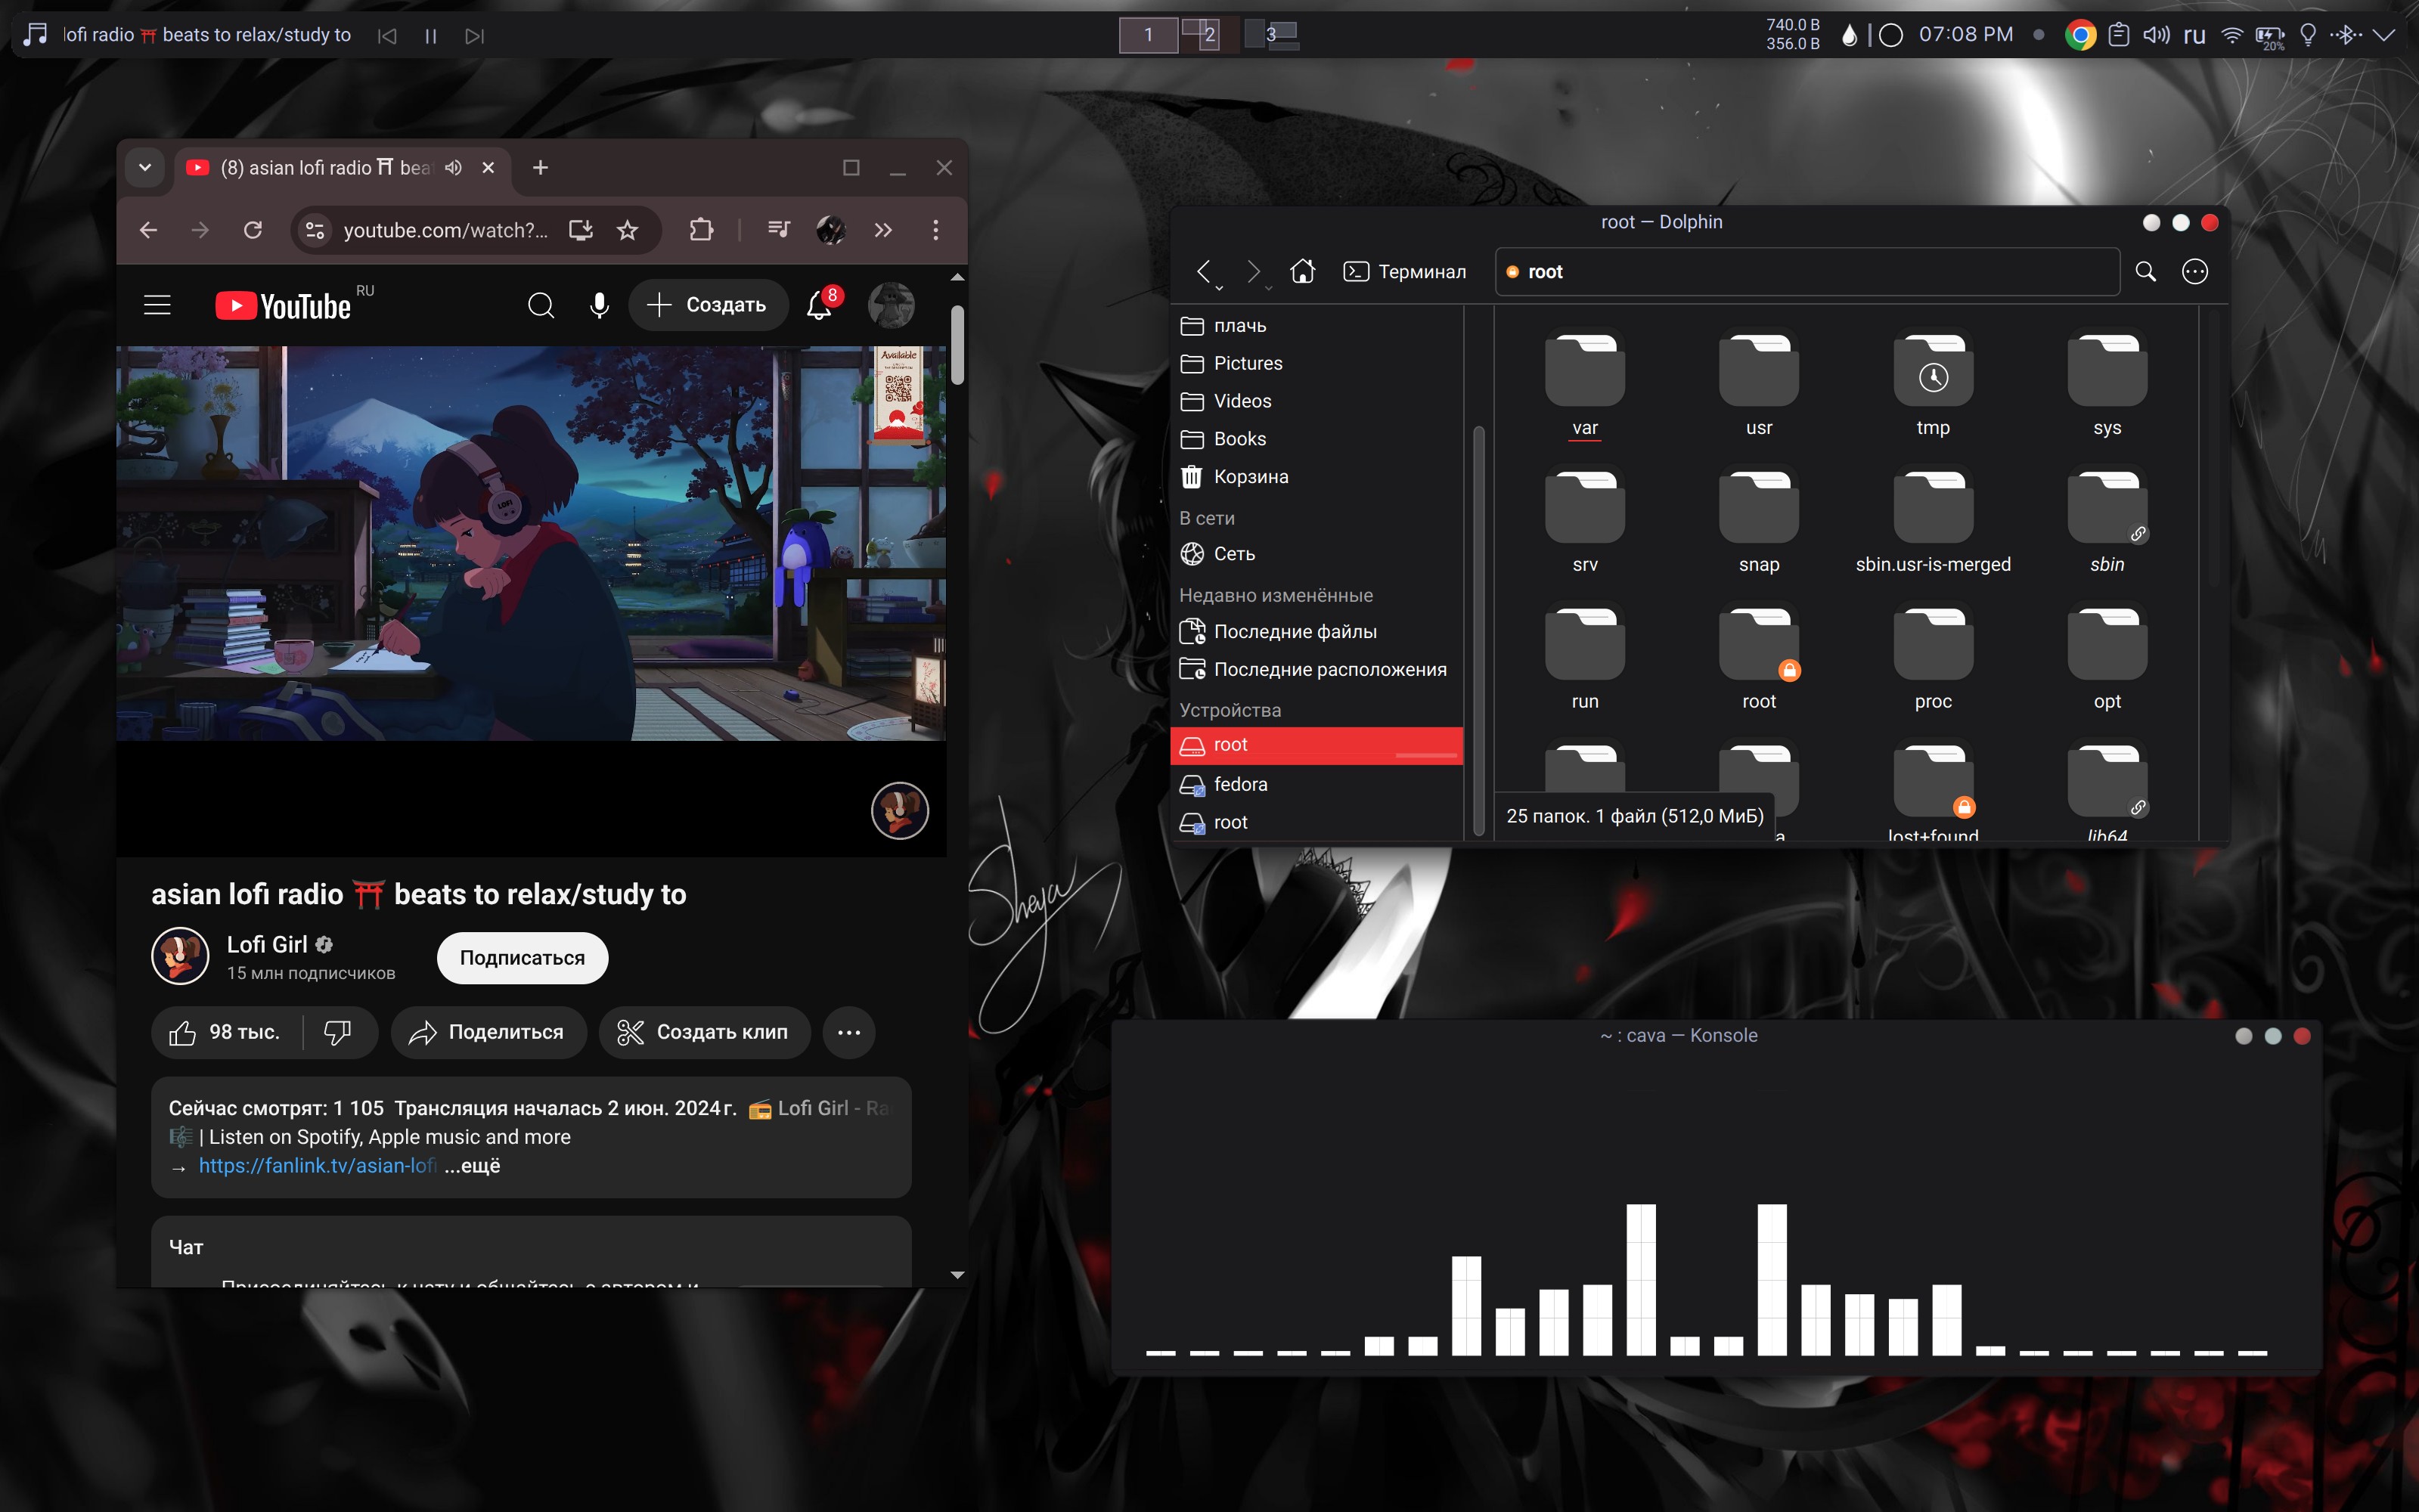 lofi radio ⛩️ beats to relax/study to
1
2
3
740.0 B
356.0 B
07:08 PM
ru
20%
(8) asian lofi radio ⛩ bea
youtube.com/watch?...
YouTube RU
Создать
8
Available
LOFI
asian lofi radio ⛩️ beats to relax/study to
Lofi Girl
15 млн подписчиков
Подписаться
98 тыс.
Поделиться
Создать клип
Сейчас смотрят: 1 105 Трансляция началась 2 июн. 2024 г. 📻 Lofi Girl - Ra
🎼 | Listen on Spotify, Apple music and more
→ https://fanlink.tv/asian-lofi ...ещё
Чат
Присоединяйтесь к чату и общайтесь с автором и
root — Dolphin
Терминал
root
плачь
Pictures
Videos
Books
Корзина
В сети
Сеть
Недавно изменённые
Последние файлы
Последние расположения
Устройства
root
fedora
root
var
usr
tmp
sys
srv
snap
sbin.usr-is-merged
sbin
run
root
proc
opt
lost+found
lib64
25 папок. 1 файл (512,0 МиБ)
Sheya
~ : cava — Konsole